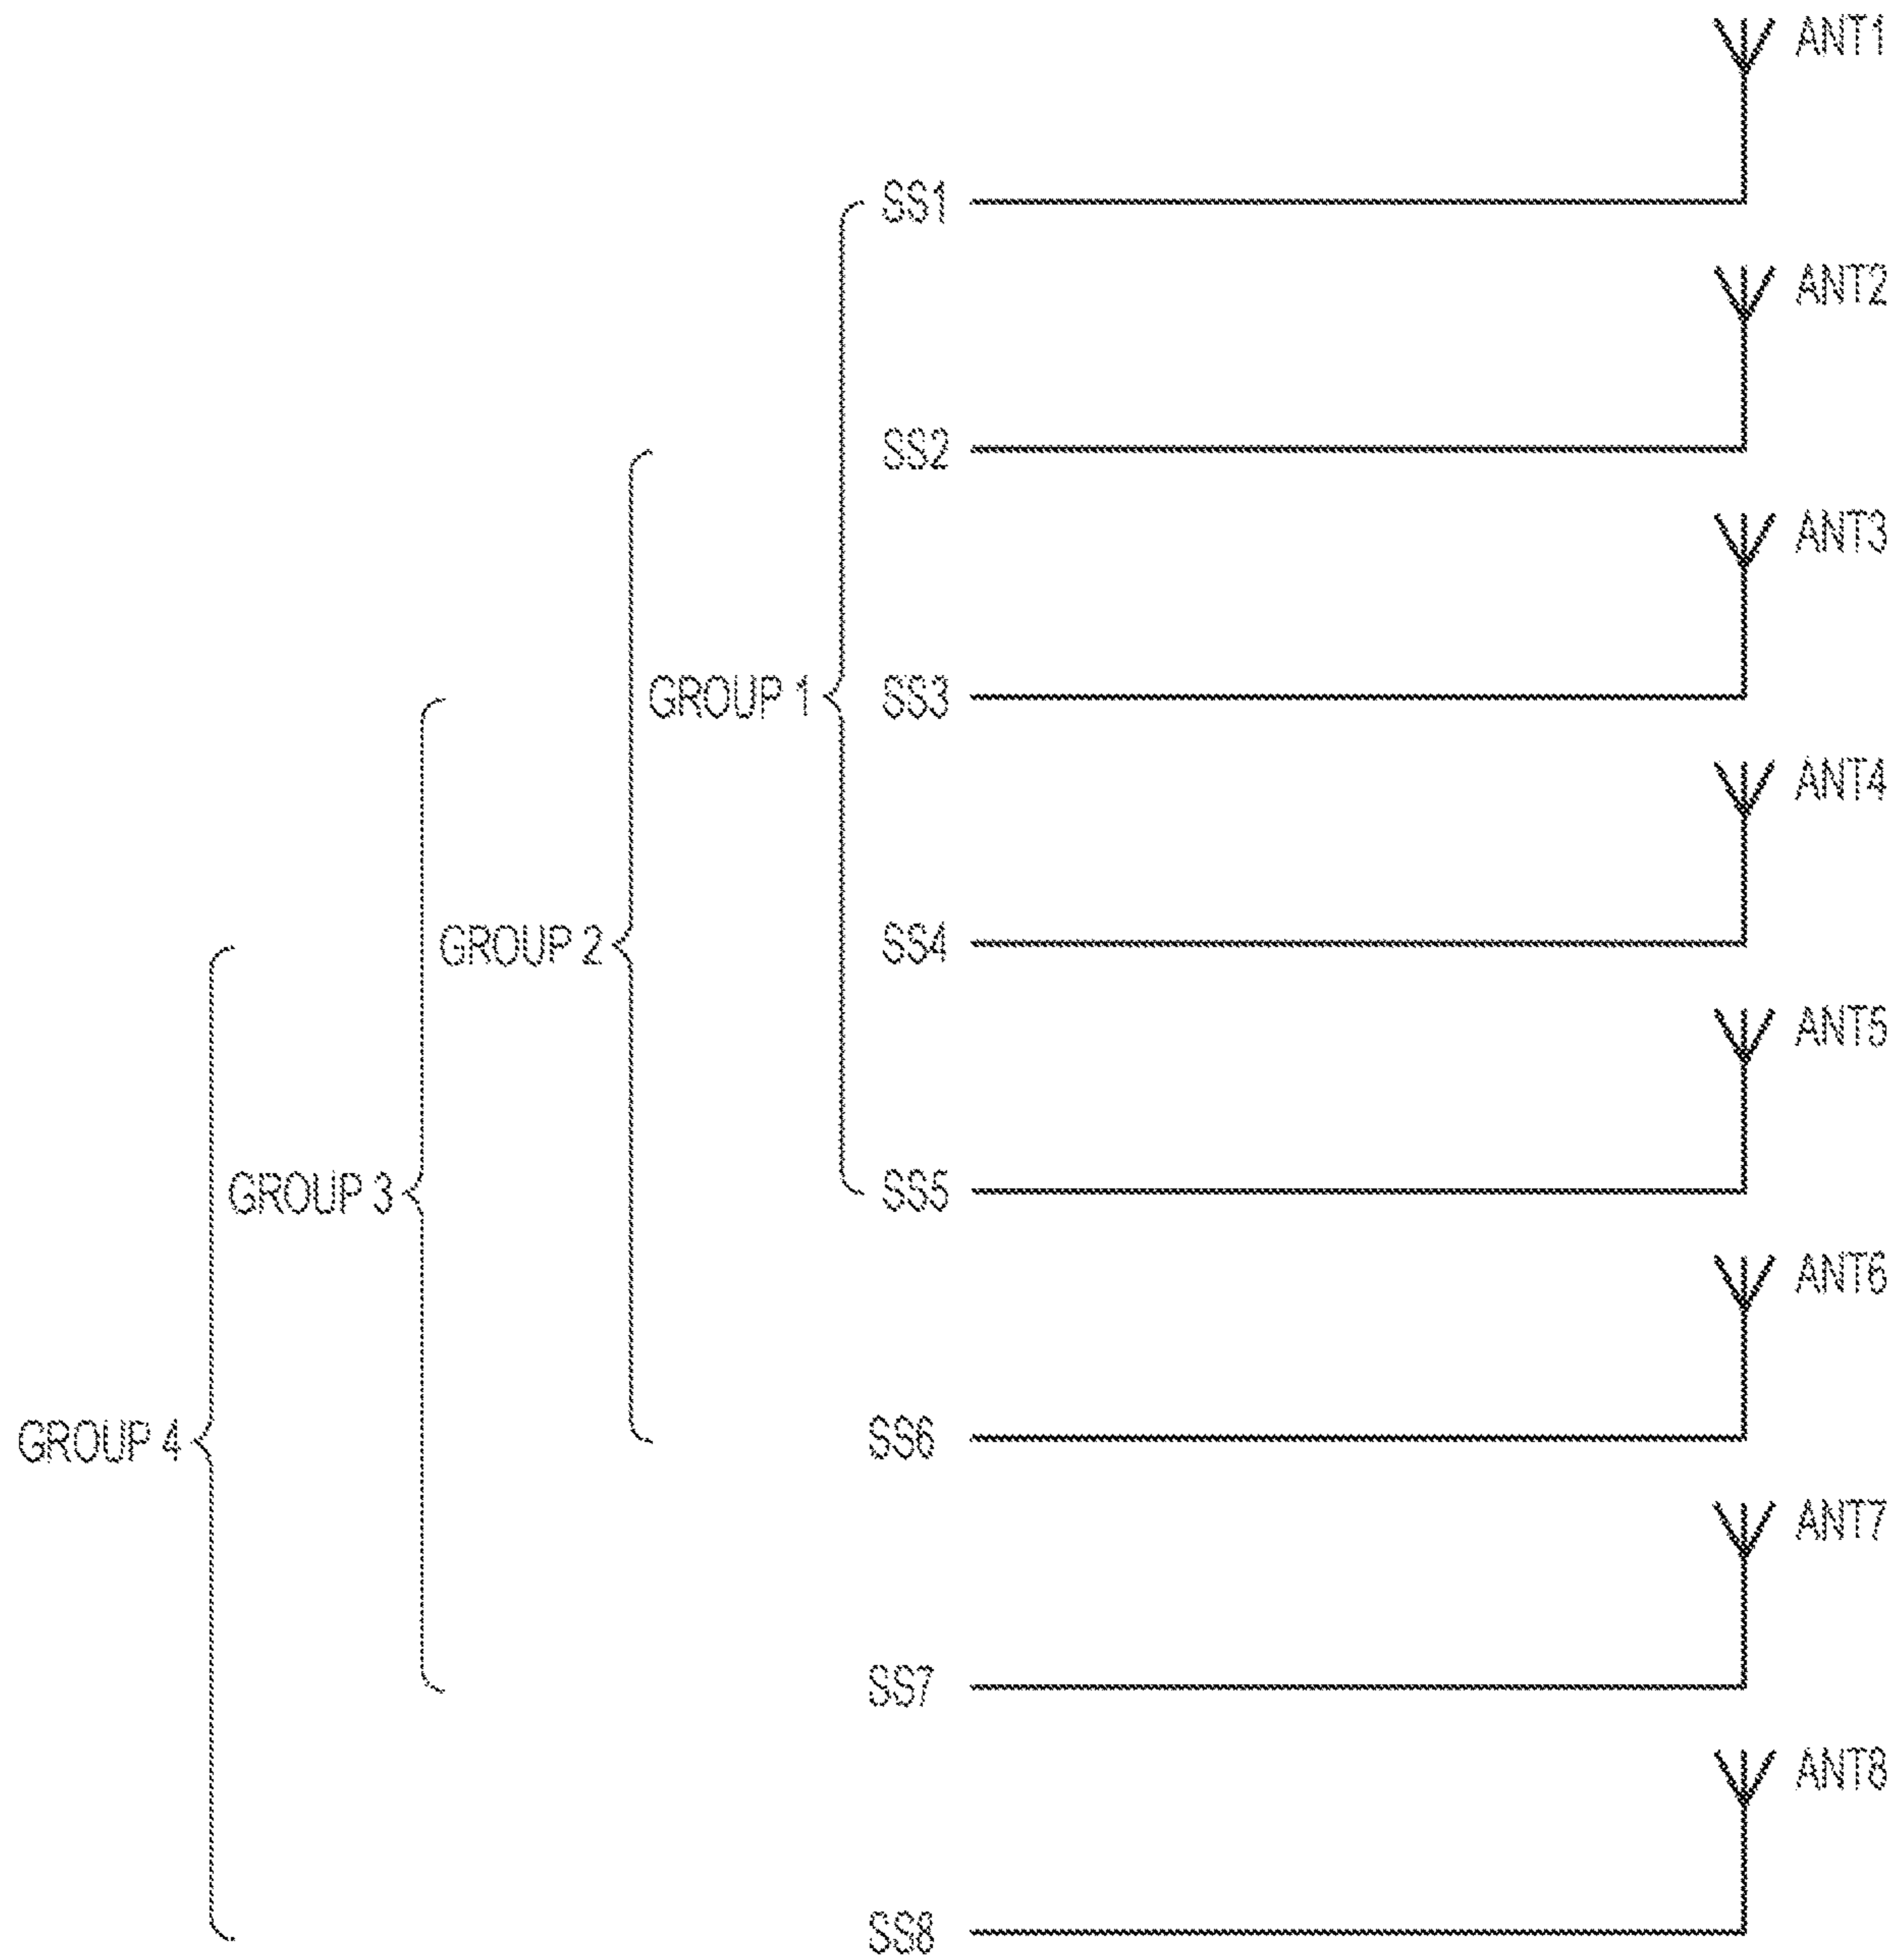 ANT1
SS1
ANT2
SS2
ANT3
GROUP 1
SS3
ANT4
GROUP 2
SS4
ANT5
GROUP 3
SS5
ANT6
GROUP 4
SS6
ANT7
SS7
ANT8
SS8